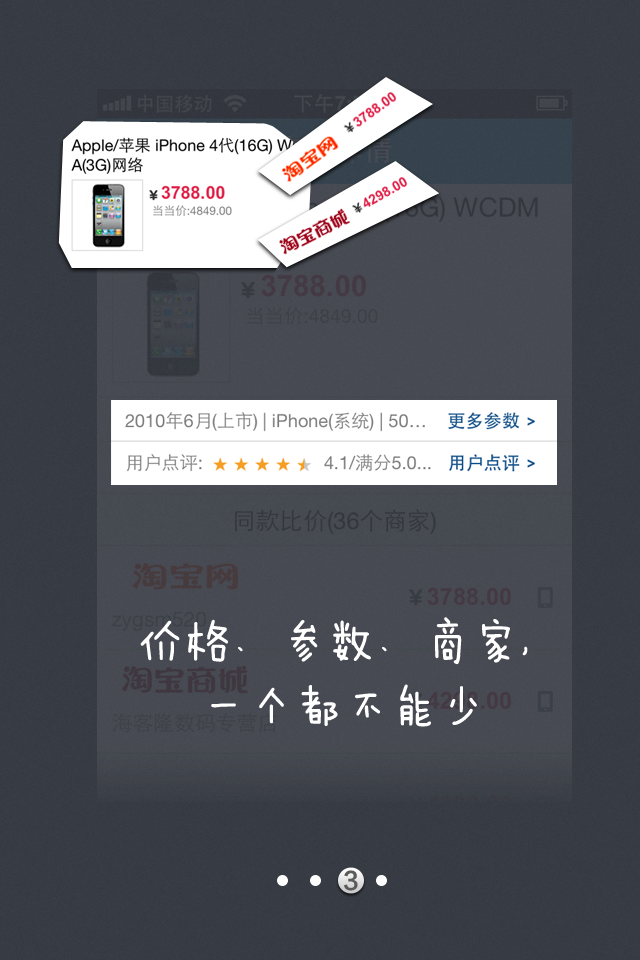 中国移动
下午7
情
Apple/苹果 iPhone 4代(16G) W
A(3G)网络
¥ 3788.00
当当价:4849.00
淘宝网 ¥ 3788.00
淘宝商城 ¥ 4298.00
G) WCDM
¥ 3788.00
当当价:4849.00
2010年6月(上市) | iPhone(系统) | 50... 更多参数 >
用户点评: 4.1/满分5.0... 用户点评 >
同款比价(36个商家)
淘宝网
¥ 3788.00
zygsm520
价格、参数、商家,
淘宝商城
4298.00
一个都不能少
海客隆数码专营店
3